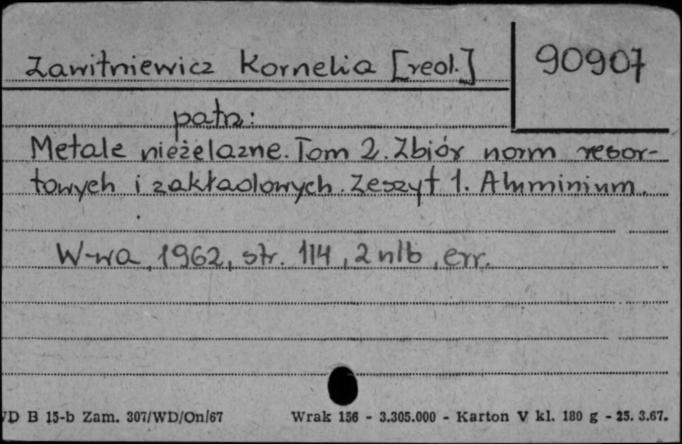 Zawitniewicz Kornelia [red.]
90907
patrz:
Metale nieżelazne. Tom 2. Zbiór norm resor-
towych i zakładowych. Zeszyt 1. Aluminium.
W-wa, 1962, str. 114, 2 nlb, err.
WD B 15-b Zam. 307/WD/On/67 Wrak 156 - 3.305.000 - Karton V kl. 180 g - 25. 3.67.